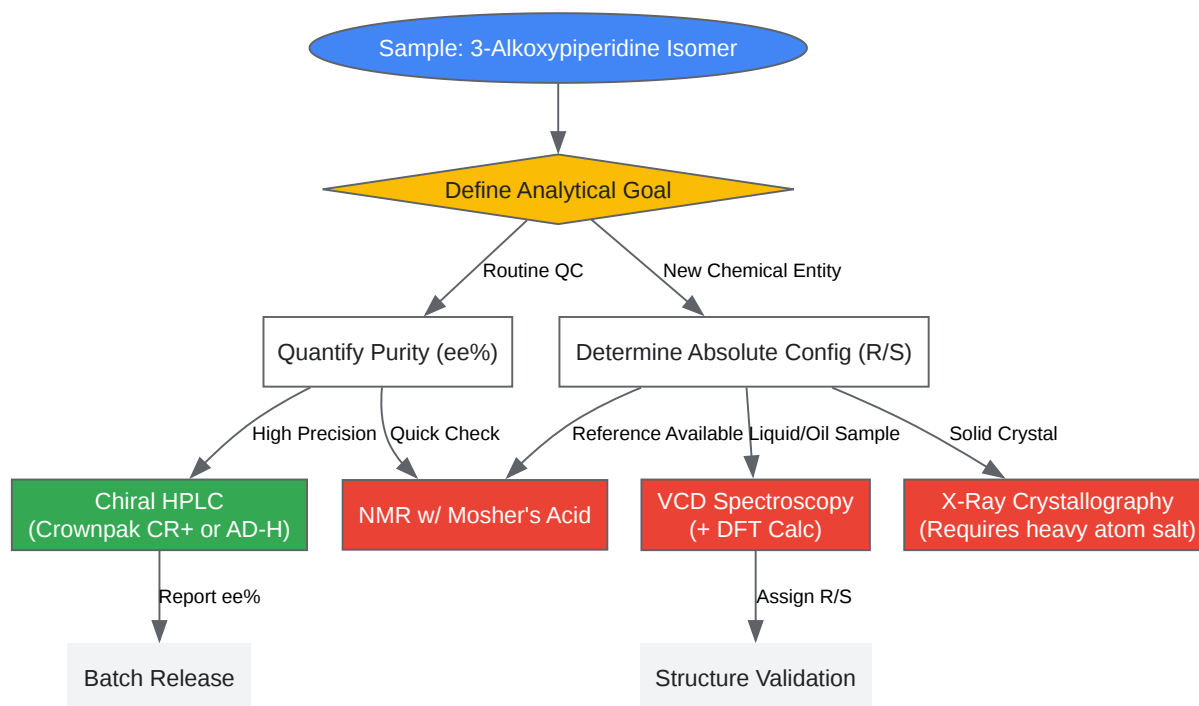 Sample: 3-Alkoxypiperidine Isomer
Define Analytical Goal
Routine QC
New Chemical Entity
Quantify Purity (ee%)
Determine Absolute Config (R/S)
High Precision
Quick Check
Reference Available
Liquid/Oil Sample
Solid Crystal
Chiral HPLC
(Crownpak CR+ or AD-H)
NMR w/ Mosher's Acid
VCD Spectroscopy
(+ DFT Calc)
X-Ray Crystallography
(Requires heavy atom salt)
Report ee%
Assign R/S
Batch Release
Structure Validation